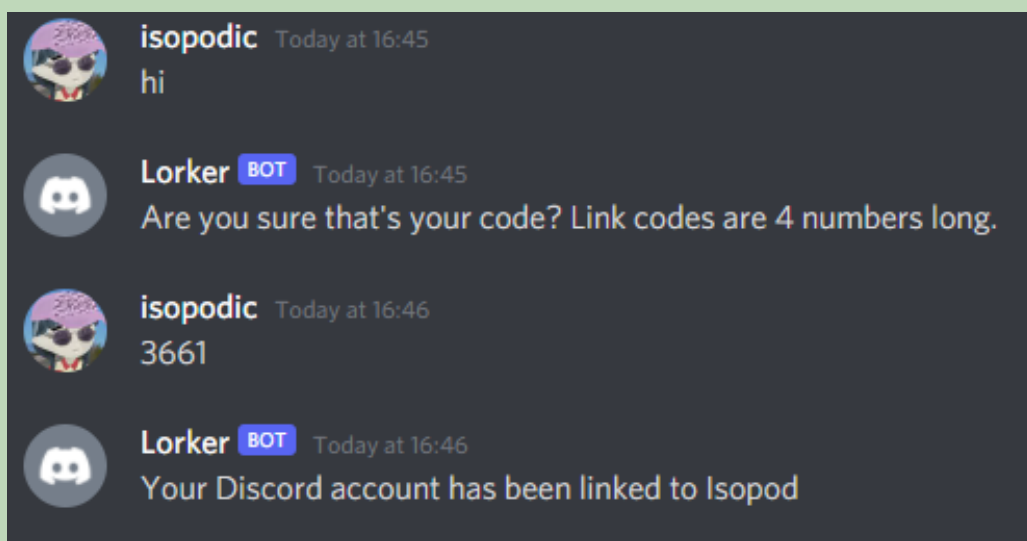 isopodic Today at 16:45
hi
Lorker BOT Today at 16:45
Are you sure that's your code? Link codes are 4 numbers long.
isopodic Today at 16:46
3661
Lorker BOT Today at 16:46
Your Discord account has been linked to Isopod